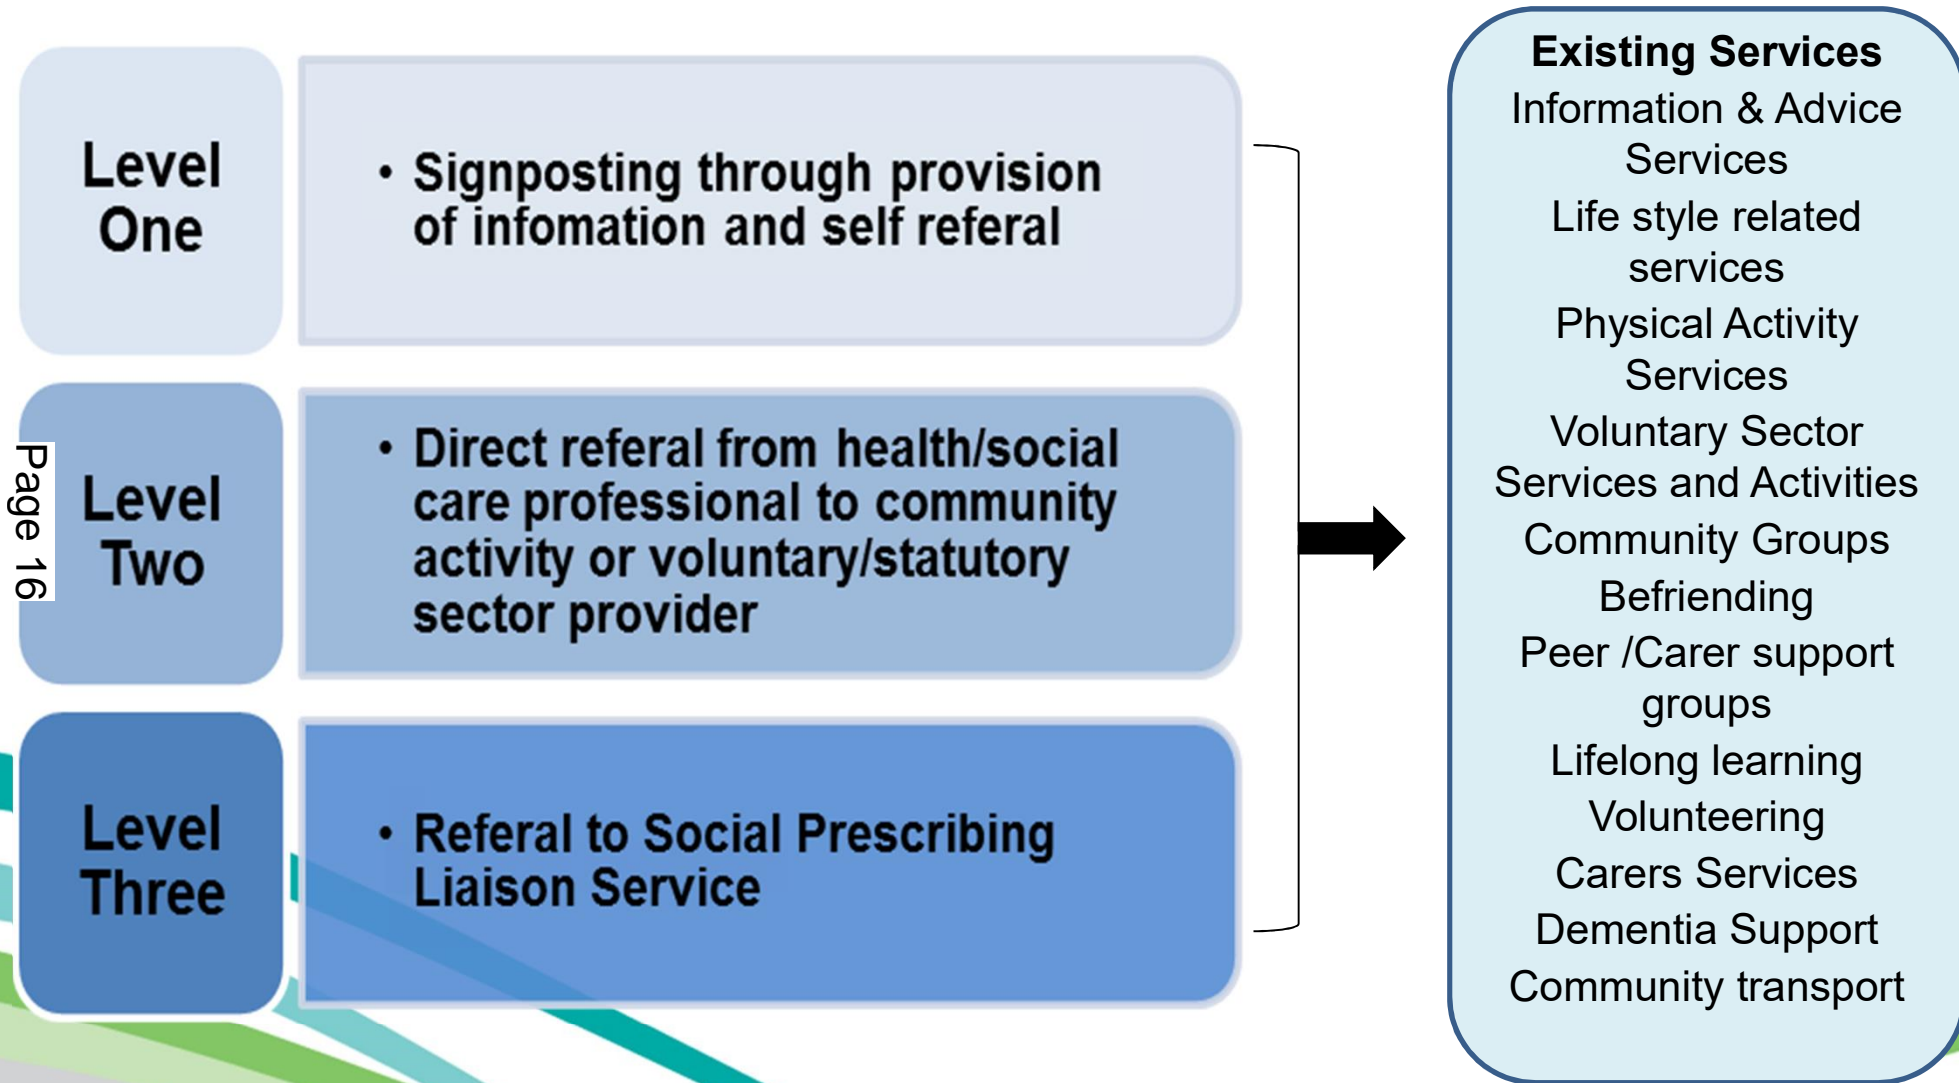 Level
One
• Signposting through provision
of infomation and self referal
Level
Two
• Direct referal from health/social
care professional to community
activity or voluntary/statutory
sector provider
Level
Three
• Referal to Social Prescribing
Liaison Service
Existing Services
Information & Advice
Services
Life style related
services
Physical Activity
Services
Voluntary Sector
Services and Activities
Community Groups
Befriending
Peer /Carer support
groups
Lifelong learning
Volunteering
Carers Services
Dementia Support
Community transport
Page 16